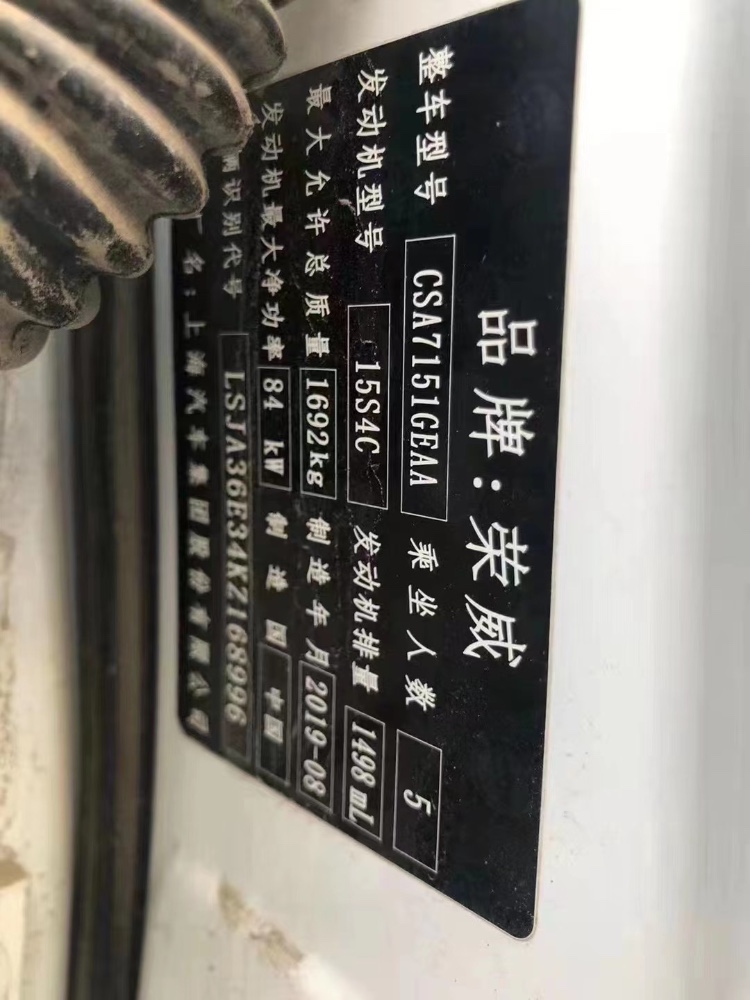 品牌：荣威
整车型号 CSA7151GEAA 乘坐人数 5
发动机型号 15S4C 发动机排量 1498 mL
最大允许总质量 1692kg 制造年月 2019-08
发动机最大净功率 84 kW 制造国 中国
辆识别代号 LSJA36E34KZ168996
厂名：上海汽车集团股份有限公司